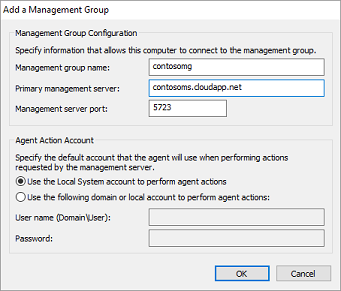 Add a Management Group
Management Group Configuration
Specify information that allows this computer to connect to the management group.
Management group name: contosomg
Primary management server: contosoms.cloudapp.net
Management server port: 5723
Agent Action Account
Specify the default account that the agent will use when performing actions
requested by the management server.
Use the Local System account to perform agent actions
Use the following domain or local account to perform agent actions:
User name (Domain\User):
Password:
OK Cancel